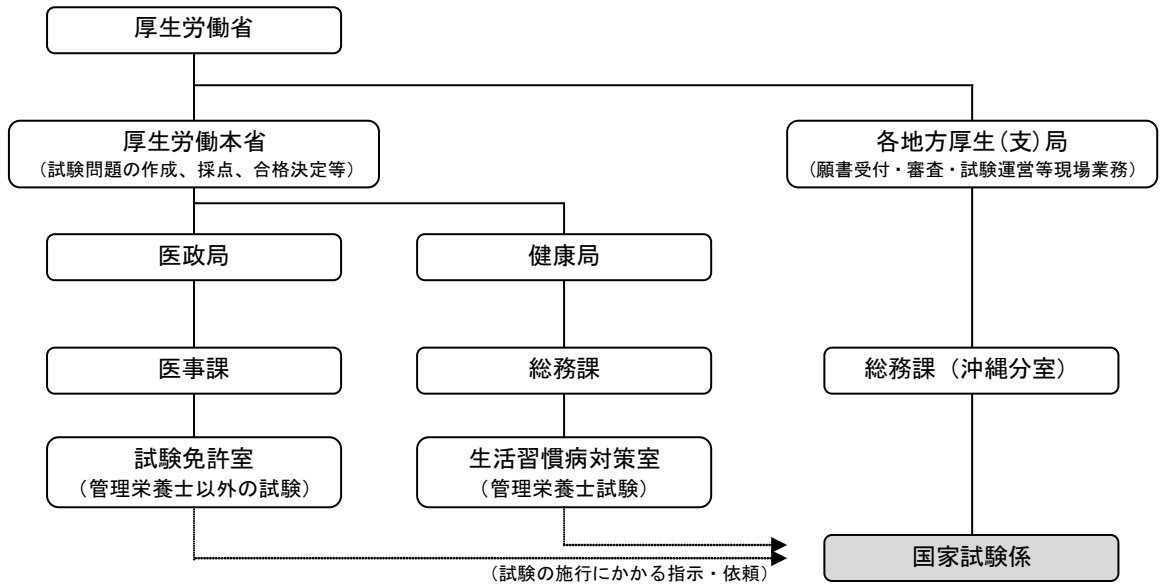 厚生労働省
厚生労働本省
(試験問題の作成、採点、合格決定等)
各地方厚生(支)局
(願書受付・審査・試験運営等現場業務)
医政局
健康局
医事課
総務課
総務課(沖縄分室)
試験免許室
(管理栄養士以外の試験)
生活習慣病対策室
(管理栄養士試験)
国家試験係
(試験の施行にかかる指示・依頼)